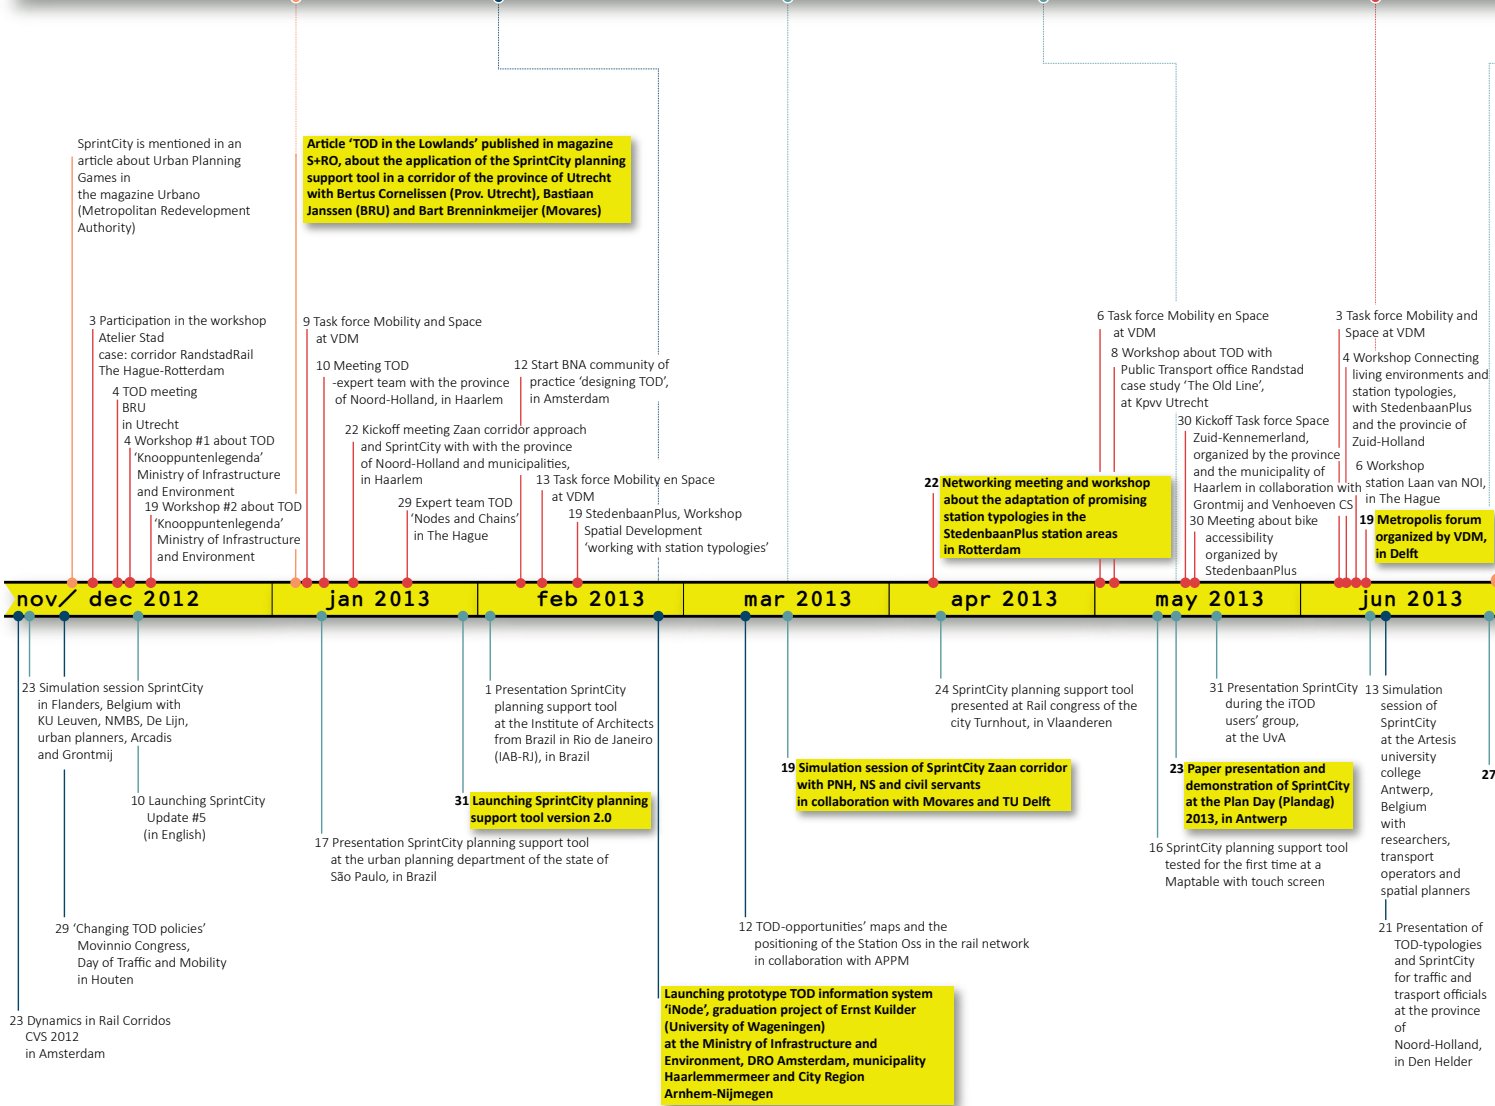 SprintCity is mentioned in an
article about Urban Planning
Games in
the magazine Urbano
(Metropolitan Redevelopment
Authority)
Article ‘TOD in the Lowlands’ published in magazine
S+RO, about the application of the SprintCity planning
support tool in a corridor of the province of Utrecht
with Bertus Cornelissen (Prov. Utrecht), Bastiaan
Janssen (BRU) and Bart Brenninkmeijer (Movares)
3 Participation in the workshop
Atelier Stad
case: corridor RandstadRail
The Hague-Rotterdam
4 TOD meeting
BRU
in Utrecht
4 Workshop #1 about TOD
‘Knooppuntenlegenda’
Ministry of Infrastructure
and Environment
19 Workshop #2 about TOD
‘Knooppuntenlegenda’
Ministry of Infrastructure
and Environment
9 Task force Mobility and Space
at VDM
10 Meeting TOD
-expert team with the province
of Noord-Holland, in Haarlem
22 Kickoff meeting Zaan corridor approach
and SprintCity with with the province
of Noord-Holland and municipalities,
in Haarlem
29 Expert team TOD
‘Nodes and Chains’
in The Hague
12 Start BNA community of
practice ‘designing TOD’,
in Amsterdam
13 Task force Mobility en Space
at VDM
19 StedenbaanPlus, Workshop
Spatial Development
‘working with station typologies’
22 Networking meeting and workshop
about the adaptation of promising
station typologies in the
StedenbaanPlus station areas
in Rotterdam
6 Task force Mobility en Space
at VDM
8 Workshop about TOD with
Public Transport office Randstad
case study ‘The Old Line’,
at Kpvv Utrecht
30 Kickoff Task force Space
Zuid-Kennemerland,
organized by the province
and the municipality of
Haarlem in collaboration with
Grontmij and Venhoeven CS
30 Meeting about bike
accessibility
organized by
StedenbaanPlus
3 Task force Mobility and
Space at VDM
4 Workshop Connecting
living environments and
station typologies,
with StedenbaanPlus
and the provincie of
Zuid-Holland
6 Workshop
station Laan van NOI,
in The Hague
19 Metropolis forum
organized by VDM,
in Delft
nov/ dec 2012
jan 2013
feb 2013
mar 2013
apr 2013
may 2013
jun 2013
23 Simulation session SprintCity
in Flanders, Belgium with
KU Leuven, NMBS, De Lijn,
urban planners, Arcadis
and Grontmij
10 Launching SprintCity
Update #5
(in English)
29 ‘Changing TOD policies’
Movinnio Congress,
Day of Traffic and Mobility
in Houten
23 Dynamics in Rail Corridos
CVS 2012
in Amsterdam
1 Presentation SprintCity
planning support tool
at the Institute of Architects
from Brazil in Rio de Janeiro
(IAB-RJ), in Brazil
31 Launching SprintCity planning
support tool version 2.0
17 Presentation SprintCity planning support tool
at the urban planning department of the state of
São Paulo, in Brazil
Launching prototype TOD information system
‘iNode’, graduation project of Ernst Kuilder
(University of Wageningen)
at the Ministry of Infrastructure and
Environment, DRO Amsterdam, municipality
Haarlemmermeer and City Region
Arnhem-Nijmegen
12 TOD-opportunities’ maps and the
positioning of the Station Oss in the rail network
in collaboration with APPM
19 Simulation session of SprintCity Zaan corridor
with PNH, NS and civil servants
in collaboration with Movares and TU Delft
24 SprintCity planning support tool
presented at Rail congress of the
city Turnhout, in Vlaanderen
31 Presentation SprintCity
during the iTOD
users’ group,
at the UvA
23 Paper presentation and
demonstration of SprintCity
at the Plan Day (Plandag)
2013, in Antwerp
16 SprintCity planning support tool
tested for the first time at a
Maptable with touch screen
13 Simulation
session of
SprintCity
at the Artesis
university
college
Antwerp,
Belgium
with
researchers,
transport
operators and
spatial planners
21 Presentation of
TOD-typologies
and SprintCity
for traffic and
trasport officials
at the province
of
Noord-Holland,
in Den Helder
27